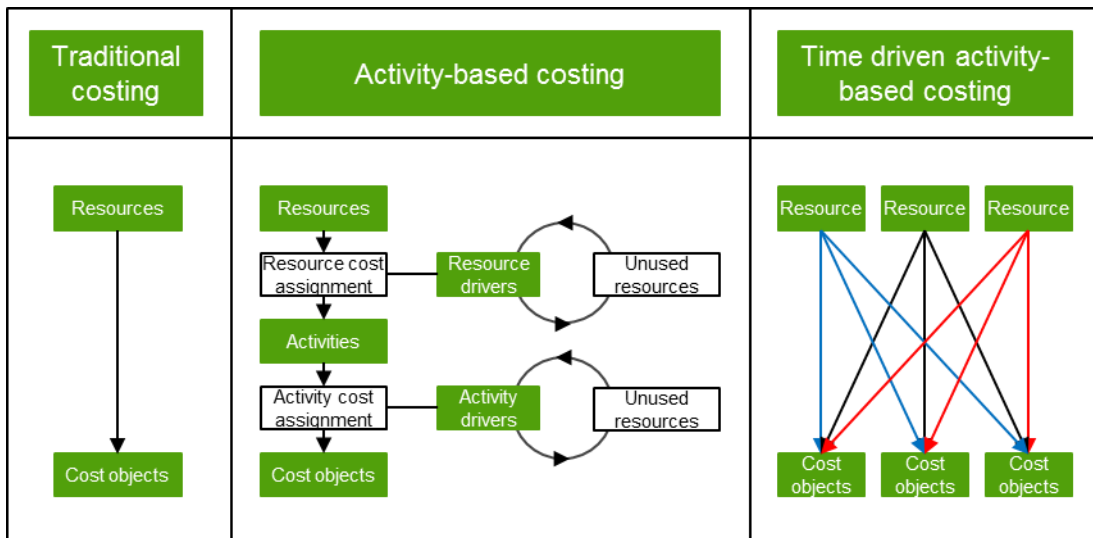 Traditional
costing
Activity-based costing
Time driven activity-
based costing
Resources
Resources
Resource cost
assignment
Resource
drivers
Unused
resources
Activities
Activity cost
assignment
Activity
drivers
Unused
resources
Cost objects
Cost objects
Resource
Resource
Resource
Cost
objects
Cost
objects
Cost
objects